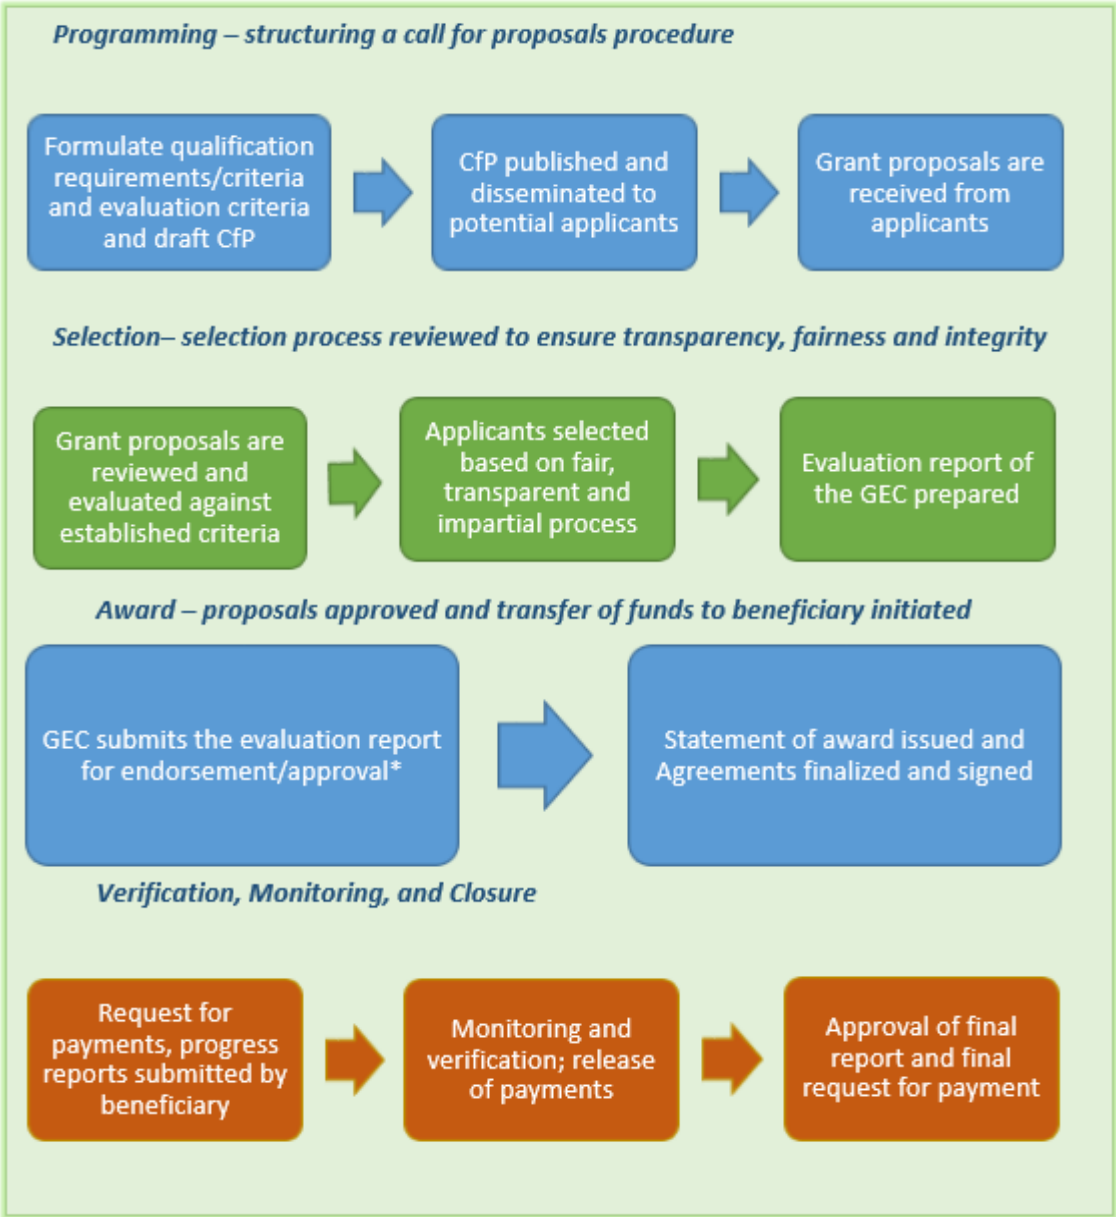 Programming – structuring a call for proposals procedure
Formulate qualification
requirements/criteria
and evaluation criteria
and draft CfP
CfP published and
disseminated to
potential applicants
Grant proposals are
received from
applicants
Selection– selection process reviewed to ensure transparency, fairness and integrity
Grant proposals are
reviewed and
evaluated against
established criteria
Applicants selected
based on fair,
transparent and
impartial process
Evaluation report of
the GEC prepared
Award – proposals approved and transfer of funds to beneficiary initiated
GEC submits the evaluation report
for endorsement/approval*
Statement of award issued and
Agreements finalized and signed
Verification, Monitoring, and Closure
Request for
payments, progress
reports submitted by
beneficiary
Monitoring and
verification; release
of payments
Approval of final
report and final
request for payment